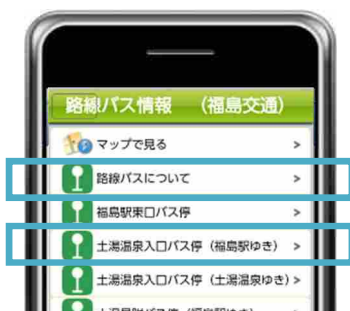 路線バス情報 (福島交通)
マップで見る >
路線バスについて >
福島駅東口バス停 >
土湯温泉入口バス停 (福島駅ゆき) >
土湯温泉入口バス停 (土湯温泉ゆき) >